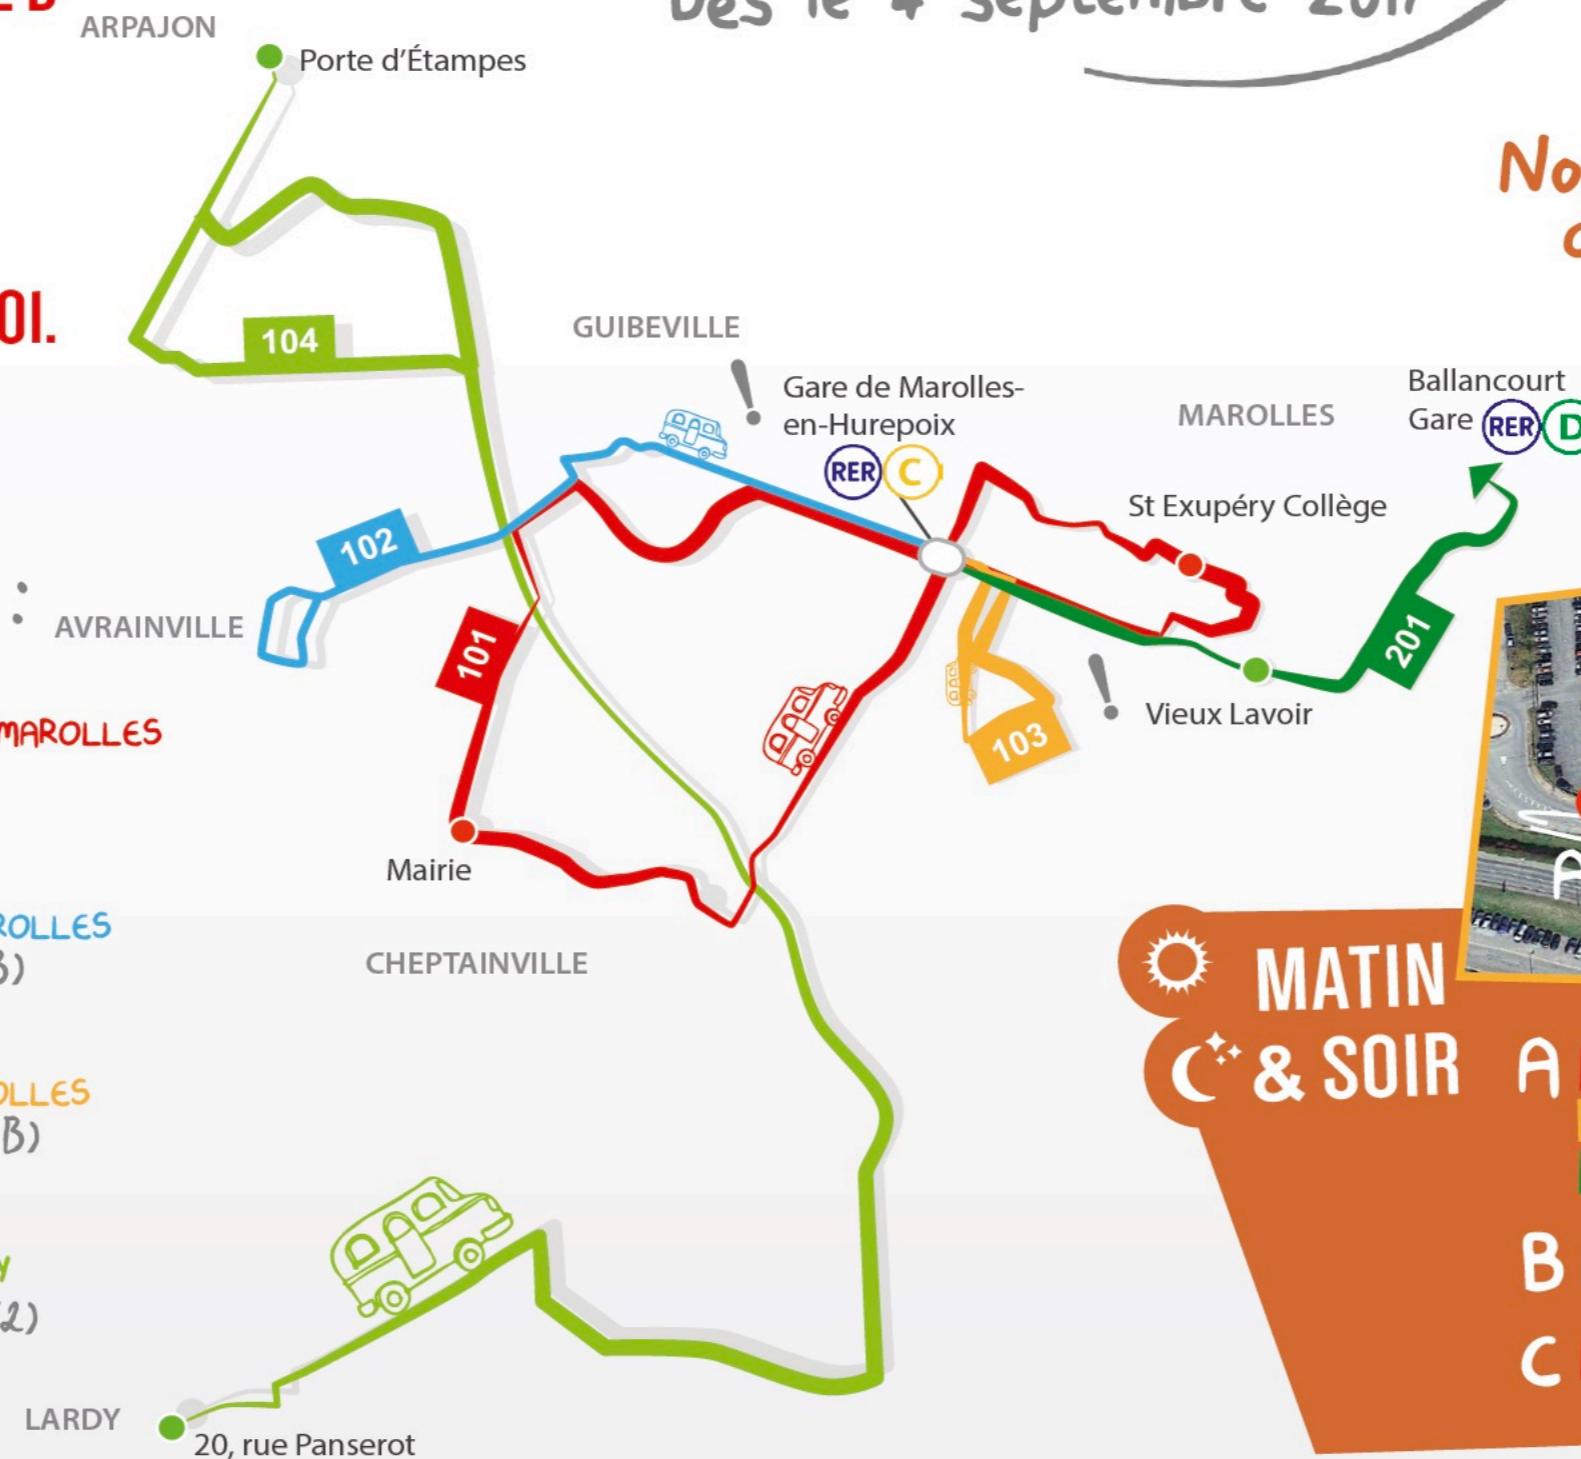 ARPAJON
Porte d'Étampes
104
GUIBEVILLE
Gare de Marolles-
en-Hurepoix
RER C
MAROLLES
Ballancourt
Gare RER D
St Exupéry Collège
102
AVRAINVILLE
101
201
103
Vieux Lavoir
MAROLLES
Mairie
CHEPTAINVILLE
MATIN
& SOIR
A
B
C
LARDY
20, rue Panserot